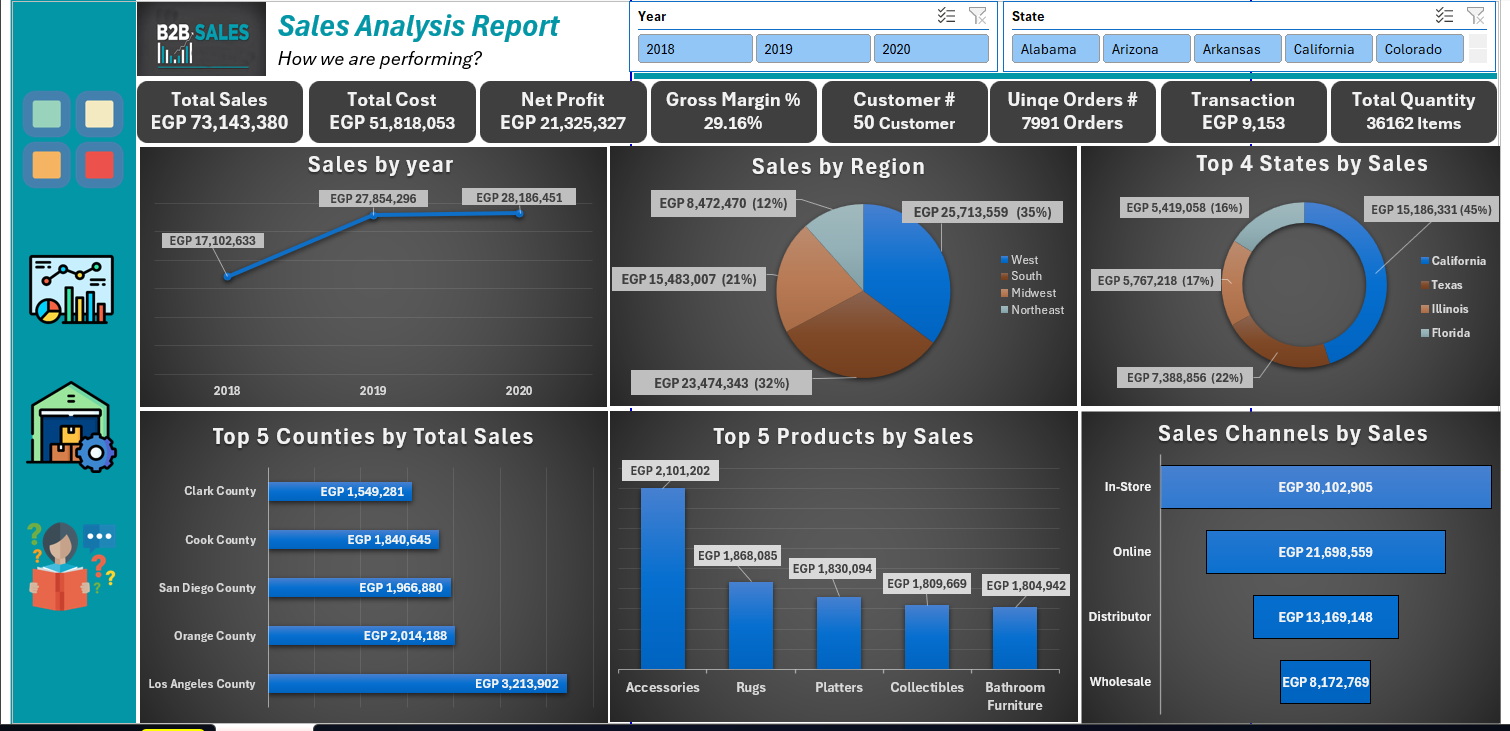 B2B-SALES
Sales Analysis Report
How we are performing?
Year
2018
2019
2020
State
Alabama
Arizona
Arkansas
California
Colorado
Total Sales
EGP 73,143,380
Total Cost
EGP 51,818,053
Net Profit
EGP 21,325,327
Gross Margin %
29.16%
Customer #
50 Customer
Uinqe Orders #
7991 Orders
Transaction
EGP 9,153
Total Quantity
36162 Items
Sales by year
EGP 17,102,633
EGP 27,854,296
EGP 28,186,451
2018
2019
2020
Sales by Region
EGP 8,472,470 (12%)
EGP 25,713,559 (35%)
EGP 15,483,007 (21%)
EGP 23,474,343 (32%)
West
South
Midwest
Northeast
Top 4 States by Sales
EGP 5,419,058 (16%)
EGP 15,186,331 (45%)
EGP 5,767,218 (17%)
EGP 7,388,856 (22%)
California
Texas
Illinois
Florida
Top 5 Counties by Total Sales
Clark County
EGP 1,549,281
Cook County
EGP 1,840,645
San Diego County
EGP 1,966,880
Orange County
EGP 2,014,188
Los Angeles County
EGP 3,213,902
Top 5 Products by Sales
EGP 2,101,202
EGP 1,868,085
EGP 1,830,094
EGP 1,809,669
EGP 1,804,942
Accessories
Rugs
Platters
Collectibles
Bathroom
Furniture
Sales Channels by Sales
In-Store
EGP 30,102,905
Online
EGP 21,698,559
Distributor
EGP 13,169,148
Wholesale
EGP 8,172,769